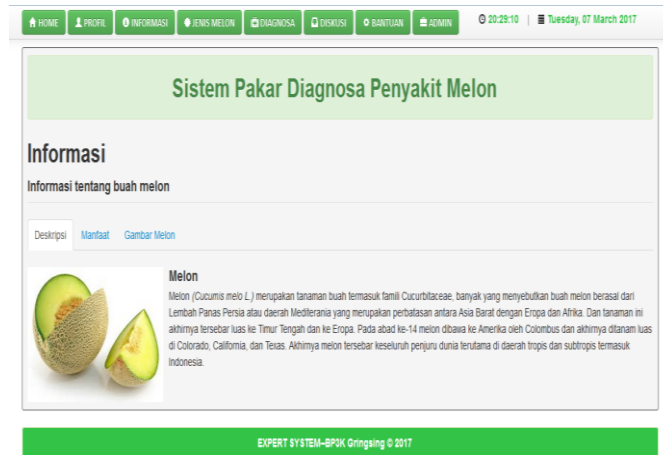 HOME PROFIL INFORMASI JENIS MELON DIAGNOSA DISKUSI BANTUAN ADMIN 20:29:10 | Tuesday, 07 March 2017
Sistem Pakar Diagnosa Penyakit Melon
Informasi
Informasi tentang buah melon
Deskripsi Manfaat Gambar Melon
Melon
Melon (Cucumis melo L.) merupakan tanaman buah termasuk famili Cucurbitaceae, banyak yang menyebutkan buah melon berasal dari
Lembah Panas Persia atau daerah Mediterania yang merupakan perbatasan antara Asia Barat dengan Eropa dan Afrika. Dan tanaman ini
akhirnya tersebar luas ke Timur Tengah dan ke Eropa. Pada abad ke-14 melon dibawa ke Amerika oleh Colombus dan akhirnya ditanam luas
di Colorado, California, dan Texas. Akhirnya melon tersebar keseluruh penjuru dunia terutama di daerah tropis dan subtropis termasuk
Indonesia.
EXPERT SYSTEM–BP3K Gringsing © 2017